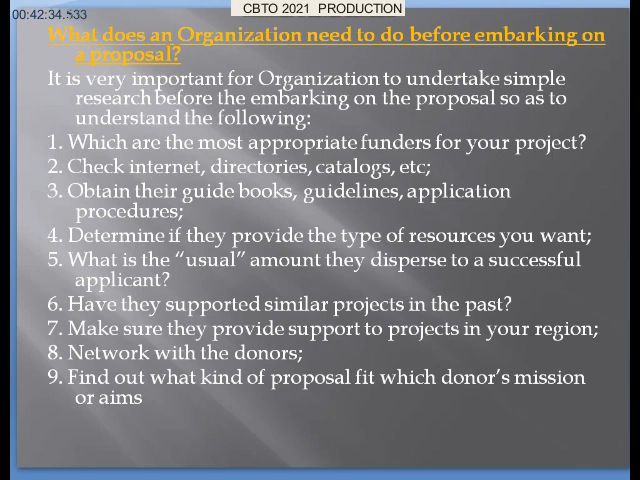 00:42:34.533
CBTO 2021 PRODUCTION
What does an Organization need to do before embarking on
a proposal?
It is very important for Organization to undertake simple
research before the embarking on the proposal so as to
understand the following:
1. Which are the most appropriate funders for your project?
2. Check internet, directories, catalogs, etc;
3. Obtain their guide books, guidelines, application
procedures;
4. Determine if they provide the type of resources you want;
5. What is the “usual” amount they disperse to a successful
applicant?
6. Have they supported similar projects in the past?
7. Make sure they provide support to projects in your region;
8. Network with the donors;
9. Find out what kind of proposal fit which donor’s mission
or aims